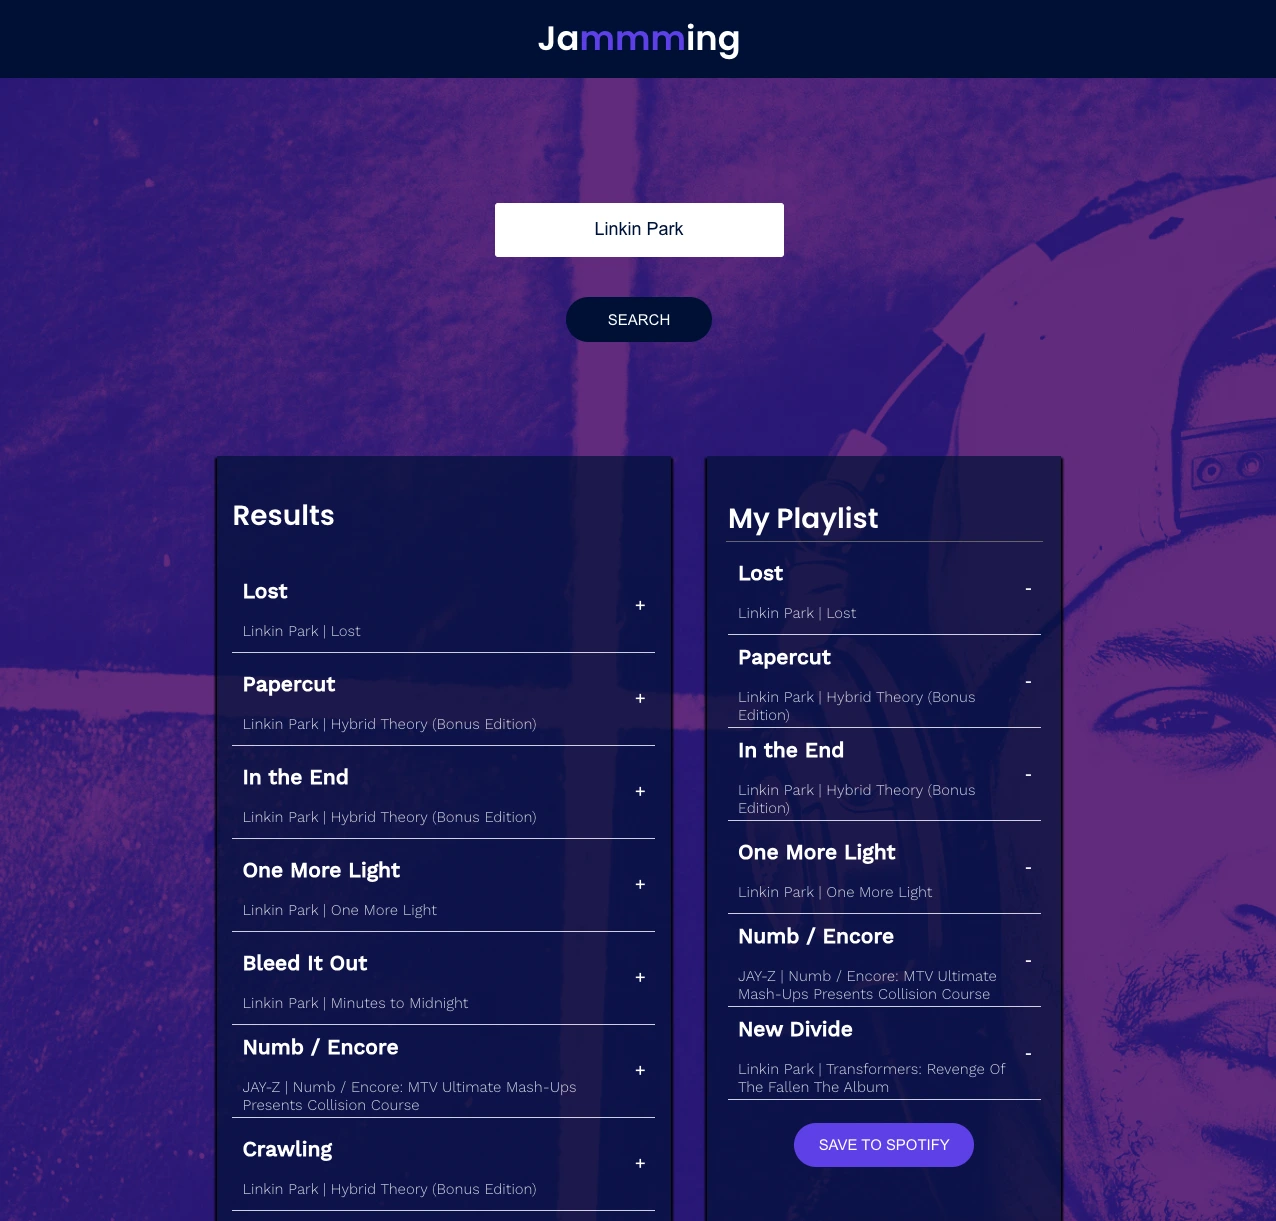 Jammming
Linkin Park
SEARCH
Results
Lost
+
Linkin Park | Lost
Papercut
+
Linkin Park | Hybrid Theory (Bonus Edition)
In the End
+
Linkin Park | Hybrid Theory (Bonus Edition)
One More Light
+
Linkin Park | One More Light
Bleed It Out
+
Linkin Park | Minutes to Midnight
Numb / Encore
+
JAY-Z | Numb / Encore: MTV Ultimate Mash-Ups
Presents Collision Course
Crawling
+
Linkin Park | Hybrid Theory (Bonus Edition)
My Playlist
Lost
-
Linkin Park | Lost
Papercut
-
Linkin Park | Hybrid Theory (Bonus
Edition)
In the End
-
Linkin Park | Hybrid Theory (Bonus
Edition)
One More Light
-
Linkin Park | One More Light
Numb / Encore
-
JAY-Z | Numb / Encore: MTV Ultimate
Mash-Ups Presents Collision Course
New Divide
-
Linkin Park | Transformers: Revenge Of
The Fallen The Album
SAVE TO SPOTIFY